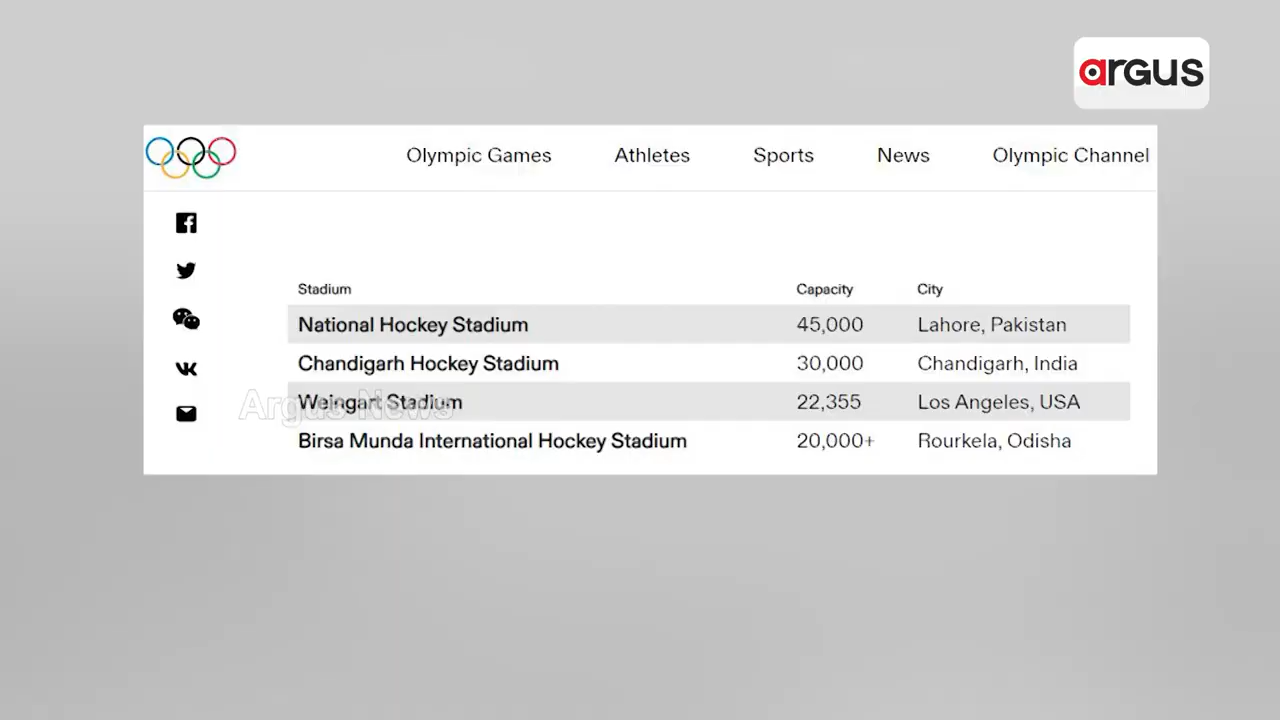 argus
Olympic Games Athletes Sports News Olympic Channel
Stadium Capacity City
National Hockey Stadium 45,000 Lahore, Pakistan
Chandigarh Hockey Stadium 30,000 Chandigarh, India
Weingart Stadium 22,355 Los Angeles, USA
Argus News
Birsa Munda International Hockey Stadium 20,000+ Rourkela, Odisha